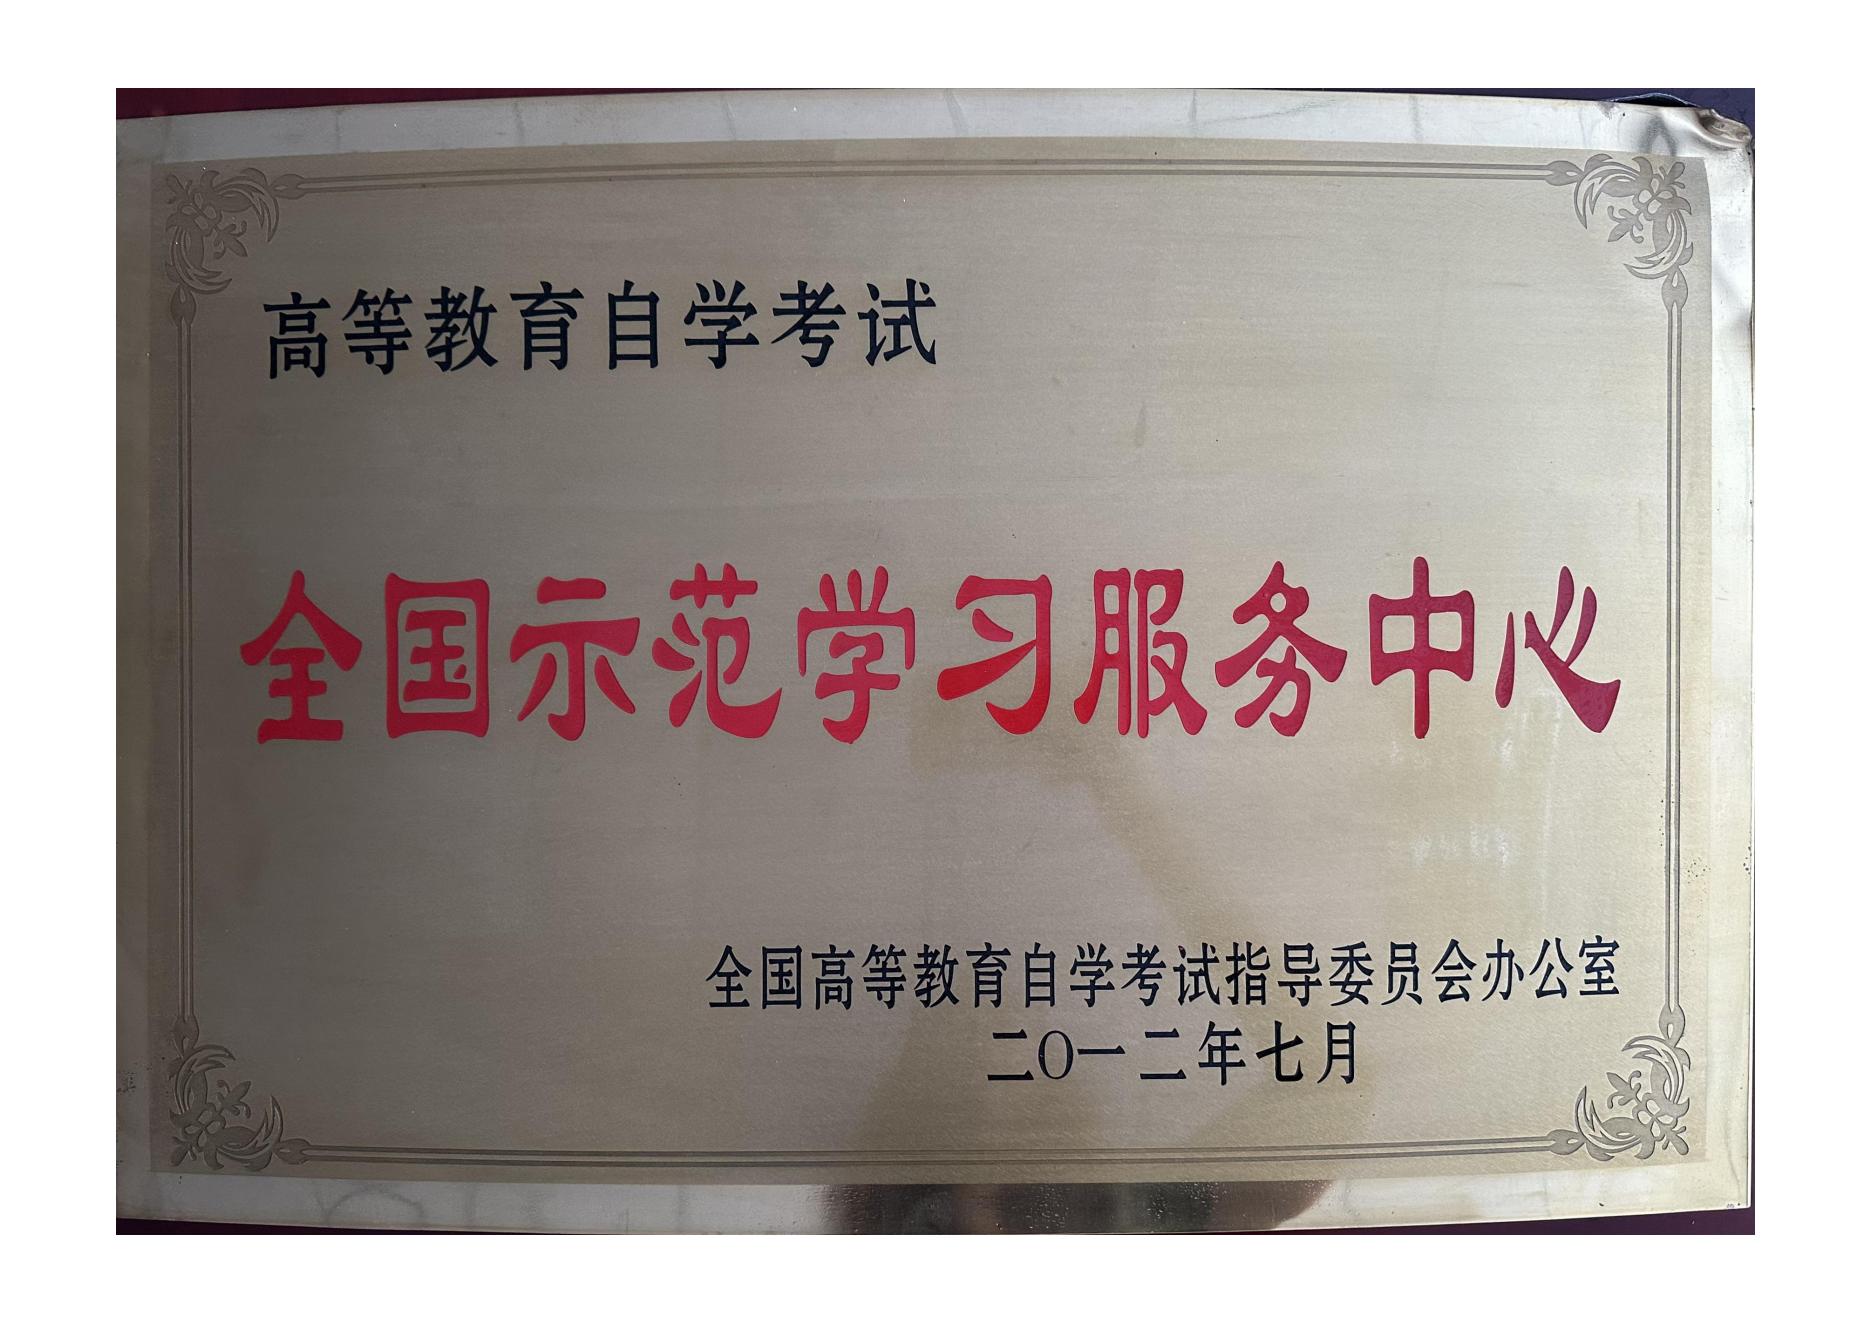 高等教育自学考试
全国示范学习服务中心
全国高等教育自学考试指导委员会办公室
二〇一二年七月